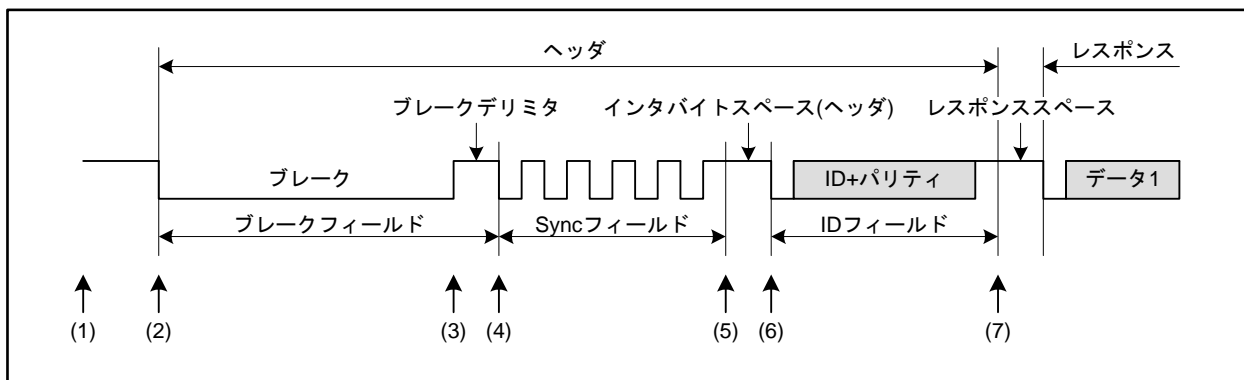 ヘッダ
レスポンス
ブレークデリミタ
インタバイトスペース(ヘッダ)
レスポンススペース
ブレーク
ID+パリティ
データ1
ブレークフィールド
Syncフィールド
IDフィールド
(1)
(2)
(3)
(4)
(5)
(6)
(7)